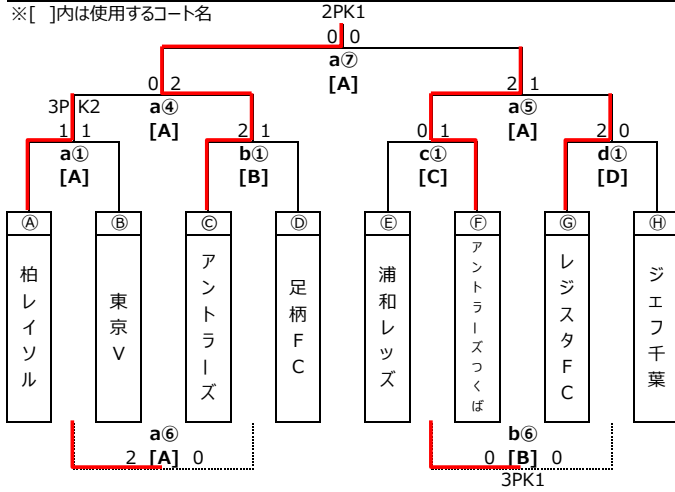 ※[ ]内は使用するコート名
2PK1
0 0
a⑦
[A]
0 2
2 1
3PK2
a④
a⑤
[A]
[A]
1 1
2 1
0 1
2 0
a①
b①
c①
d①
[A]
[B]
[C]
[D]
Ⓐ
Ⓑ
Ⓒ
Ⓓ
Ⓔ
Ⓕ
Ⓖ
Ⓗ
柏レイソル
東京V
アントラーズ
足柄FC
浦和レッズ
アントラーズつくば
レジスタFC
ジェフ千葉
a⑥
b⑥
2 [A] 0
0 [B] 0
3PK1